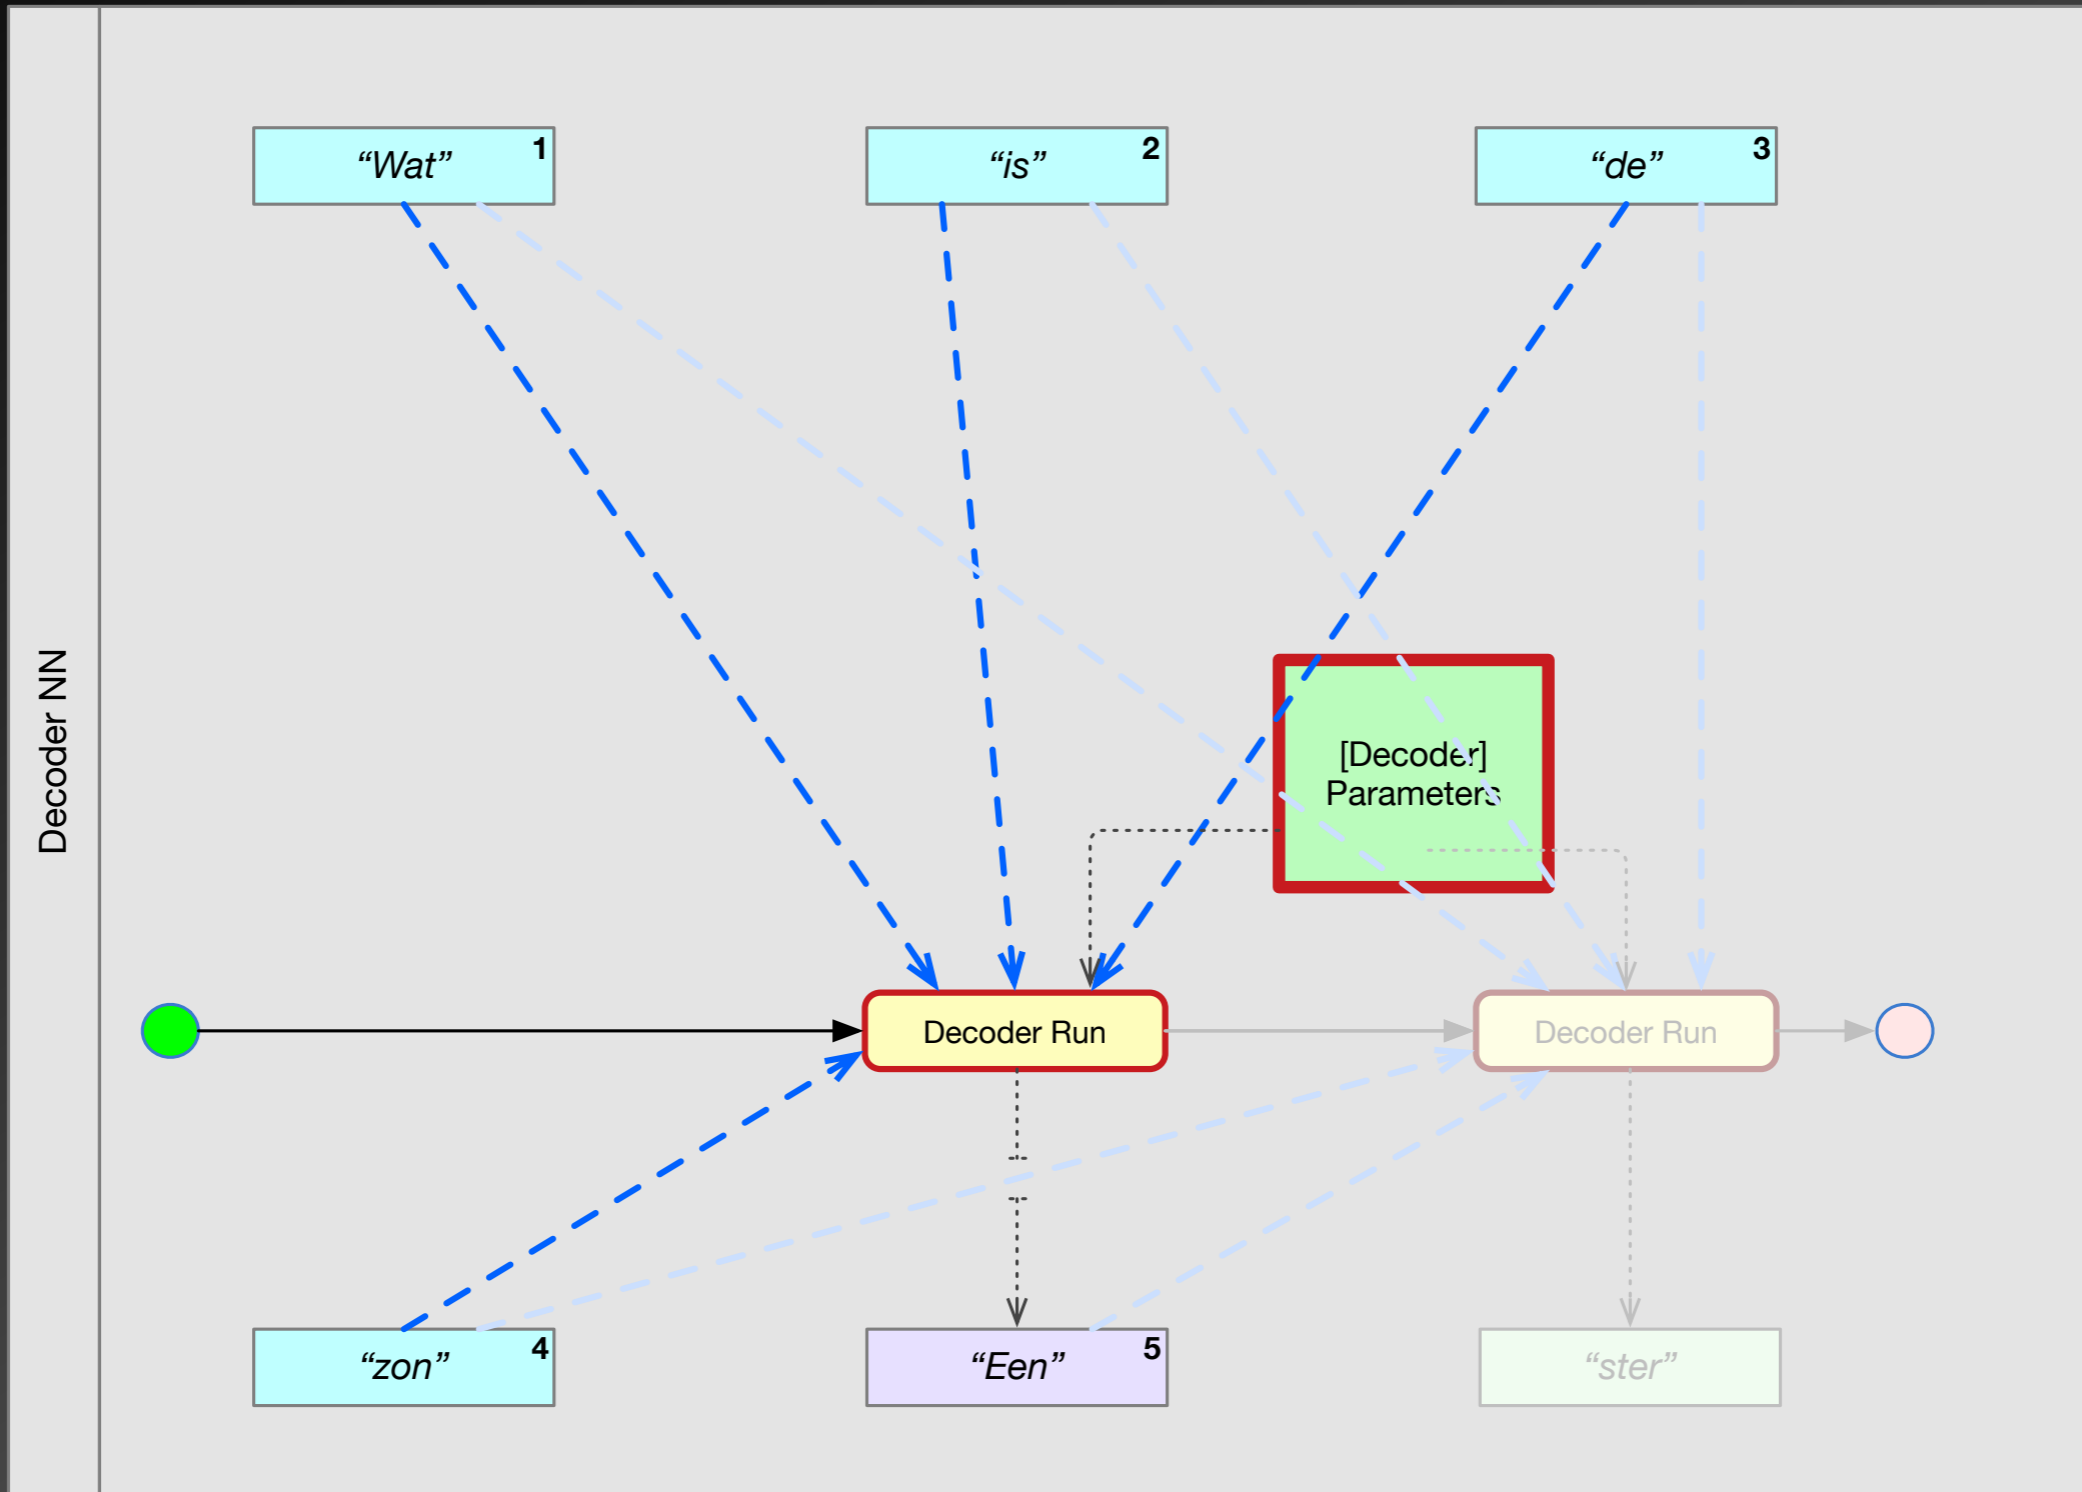 Decoder NN
“Wat”
1
“is”
2
“de”
3
[Decoder]
Parameters
Decoder Run
Decoder Run
“zon”
4
“Een”
5
“ster”